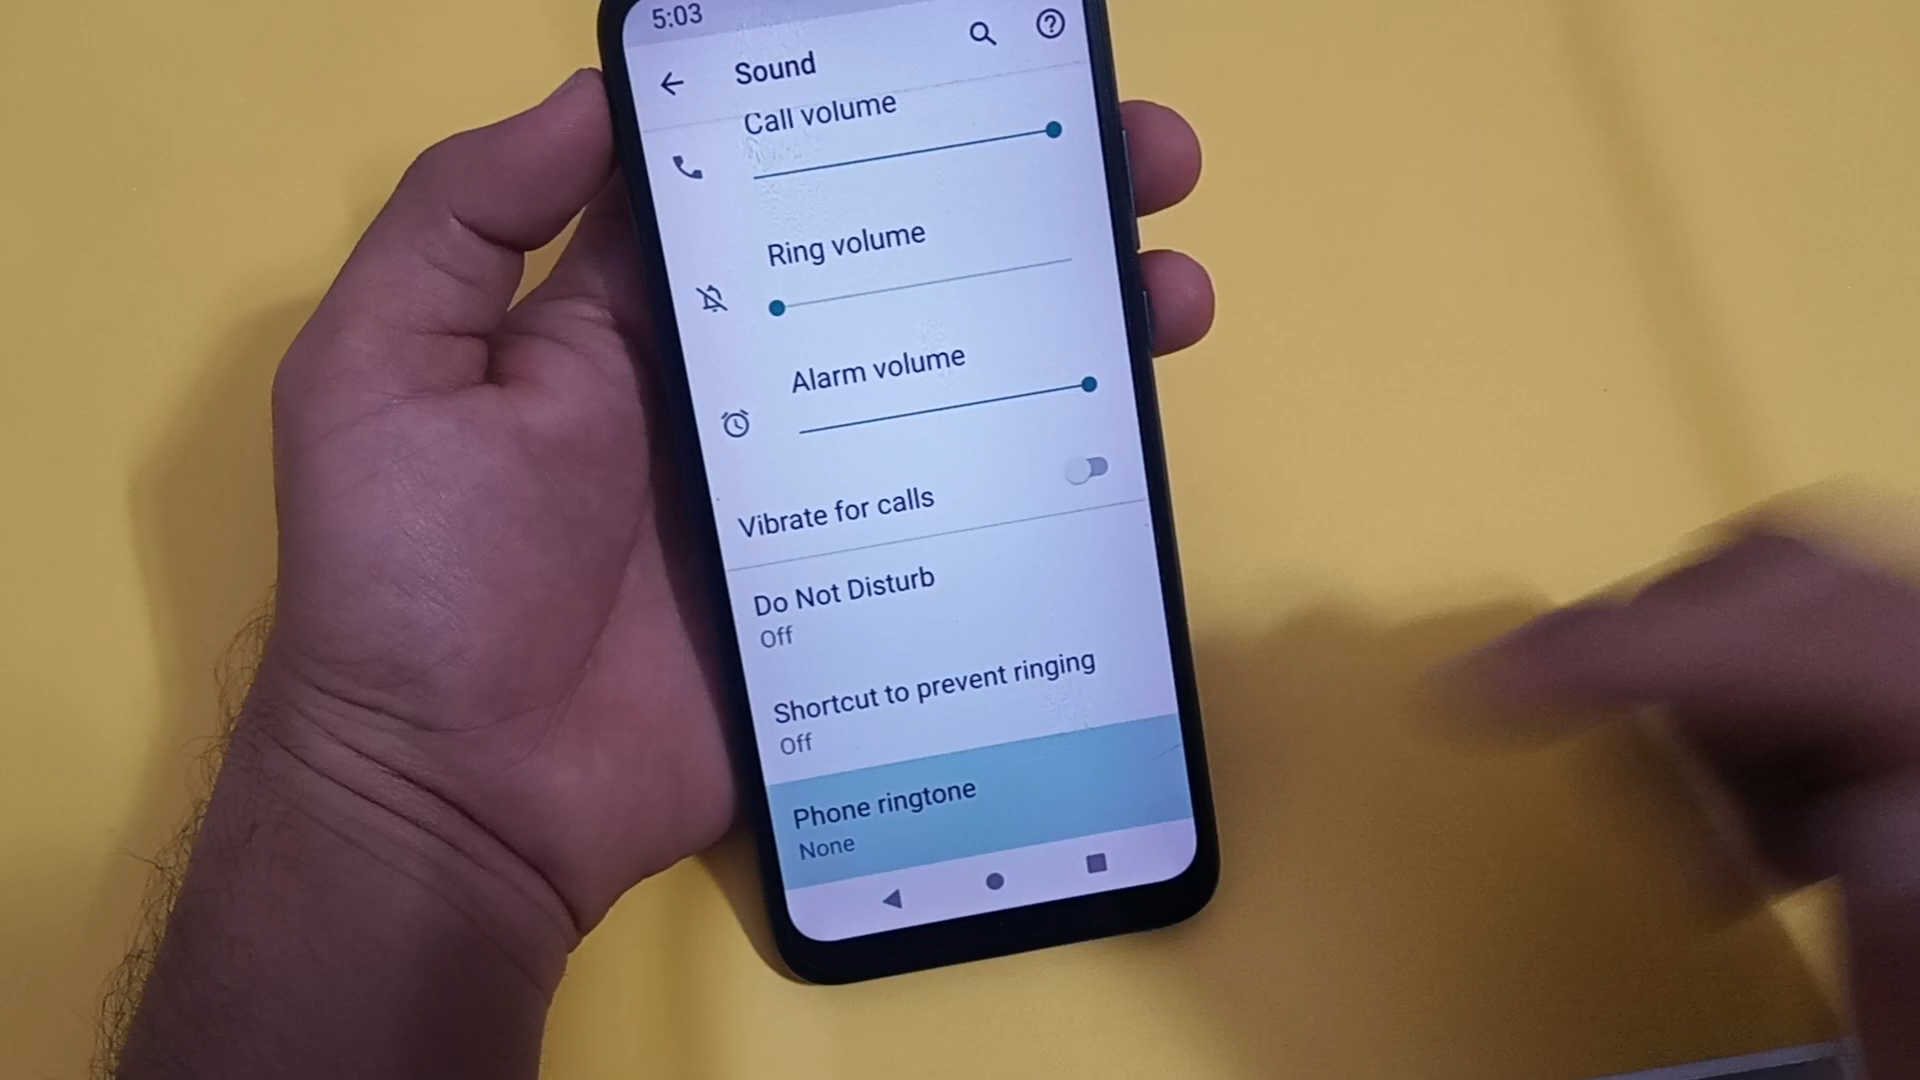 5:03
Sound
Call volume
Ring volume
Alarm volume
Vibrate for calls
Do Not Disturb
Off
Shortcut to prevent ringing
Off
Phone ringtone
None